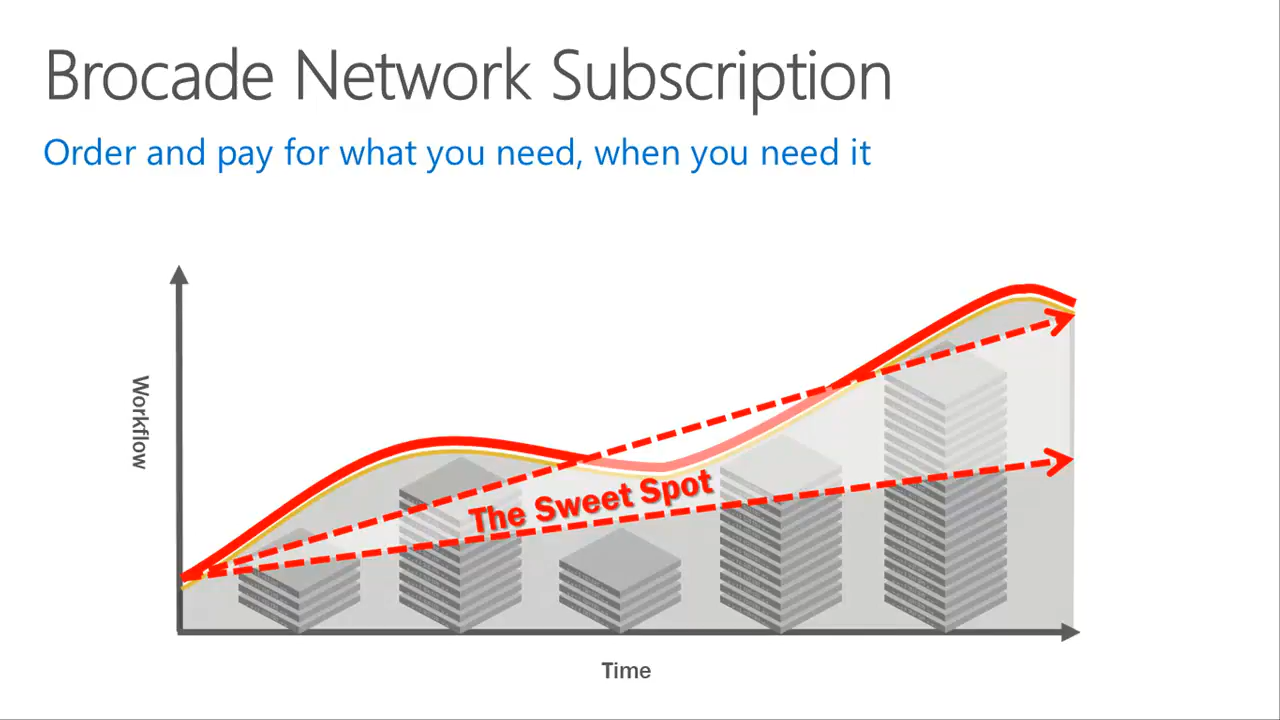 Brocade Network Subscription
Order and pay for what you need, when you need it
Workflow
The Sweet Spot
Time